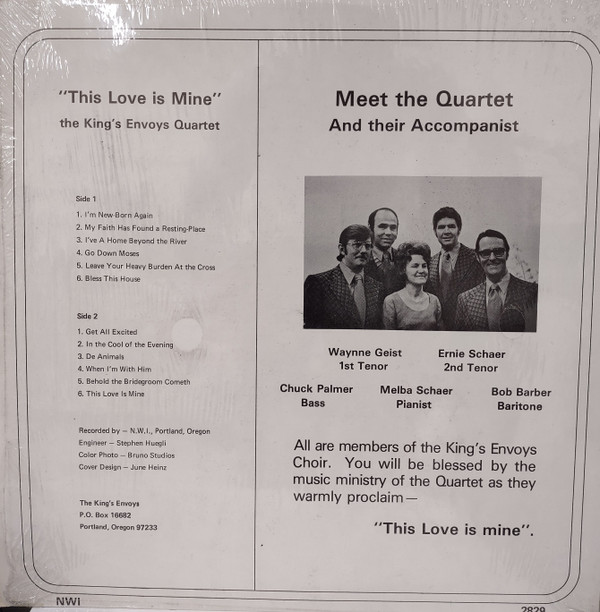 "This Love is Mine"
the King's Envoys Quartet
Side 1
1. I'm New-Born Again
2. My Faith Has Found a Resting-Place
3. I've A Home Beyond the River
4. Go Down Moses
5. Leave Your Heavy Burden At the Cross
6. Bless This House
Side 2
1. Get All Excited
2. In the Cool of the Evening
3. De Animals
4. When I'm With Him
5. Behold the Bridegroom Cometh
6. This Love Is Mine
Recorded by — N.W.I., Portland, Oregon
Engineer — Stephen Huegli
Color Photo — Bruno Studios
Cover Design — June Heinz
The King's Envoys
P.O. Box 16682
Portland, Oregon 97233
Meet the Quartet
And their Accompanist
Waynne Geist Ernie Schaer
1st Tenor 2nd Tenor
Chuck Palmer Melba Schaer Bob Barber
Bass Pianist Baritone
All are members of the King's Envoys
Choir. You will be blessed by the
music ministry of the Quartet as they
warmly proclaim —
"This Love is mine".
NWI 2829